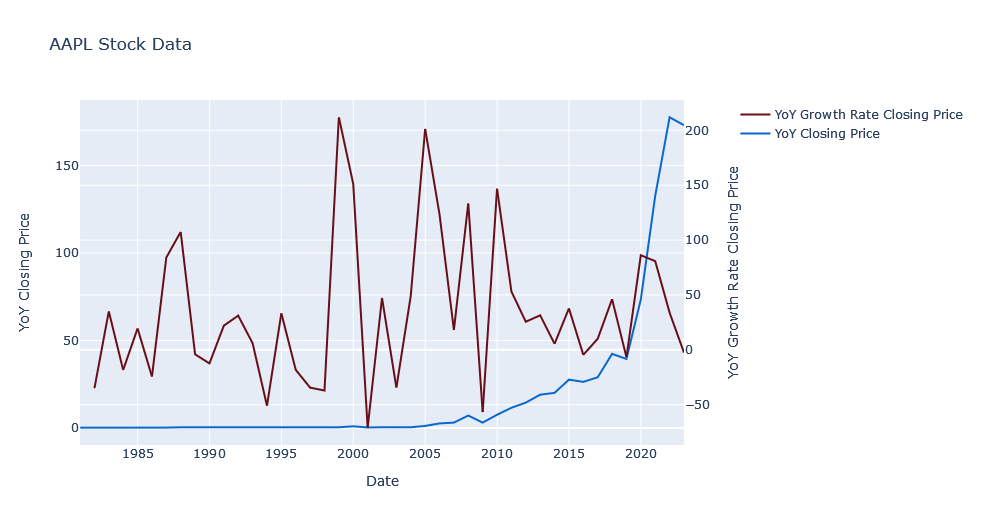 AAPL Stock Data
YoY Growth Rate Closing Price
YoY Closing Price
YoY Closing Price
150
100
50
0
200
150
100
50
0
−50
YoY Growth Rate Closing Price
1985 1990 1995 2000 2005 2010 2015 2020
Date